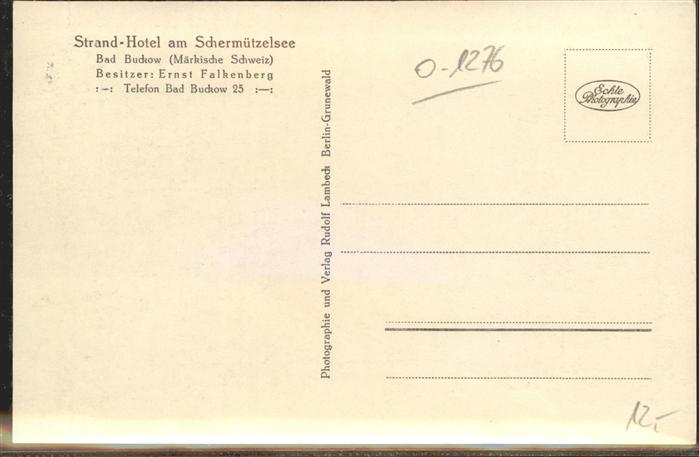 Strand-Hotel am Schermützelsee
Bad Buckow (Märkische Schweiz)
Besitzer: Ernst Falkenberg
:–: Telefon Bad Buckow 25 :—:
Photographie und Verlag Rudolf Lambeck Berlin-Grunewald
O-1276
Echte
Photographie
12,-